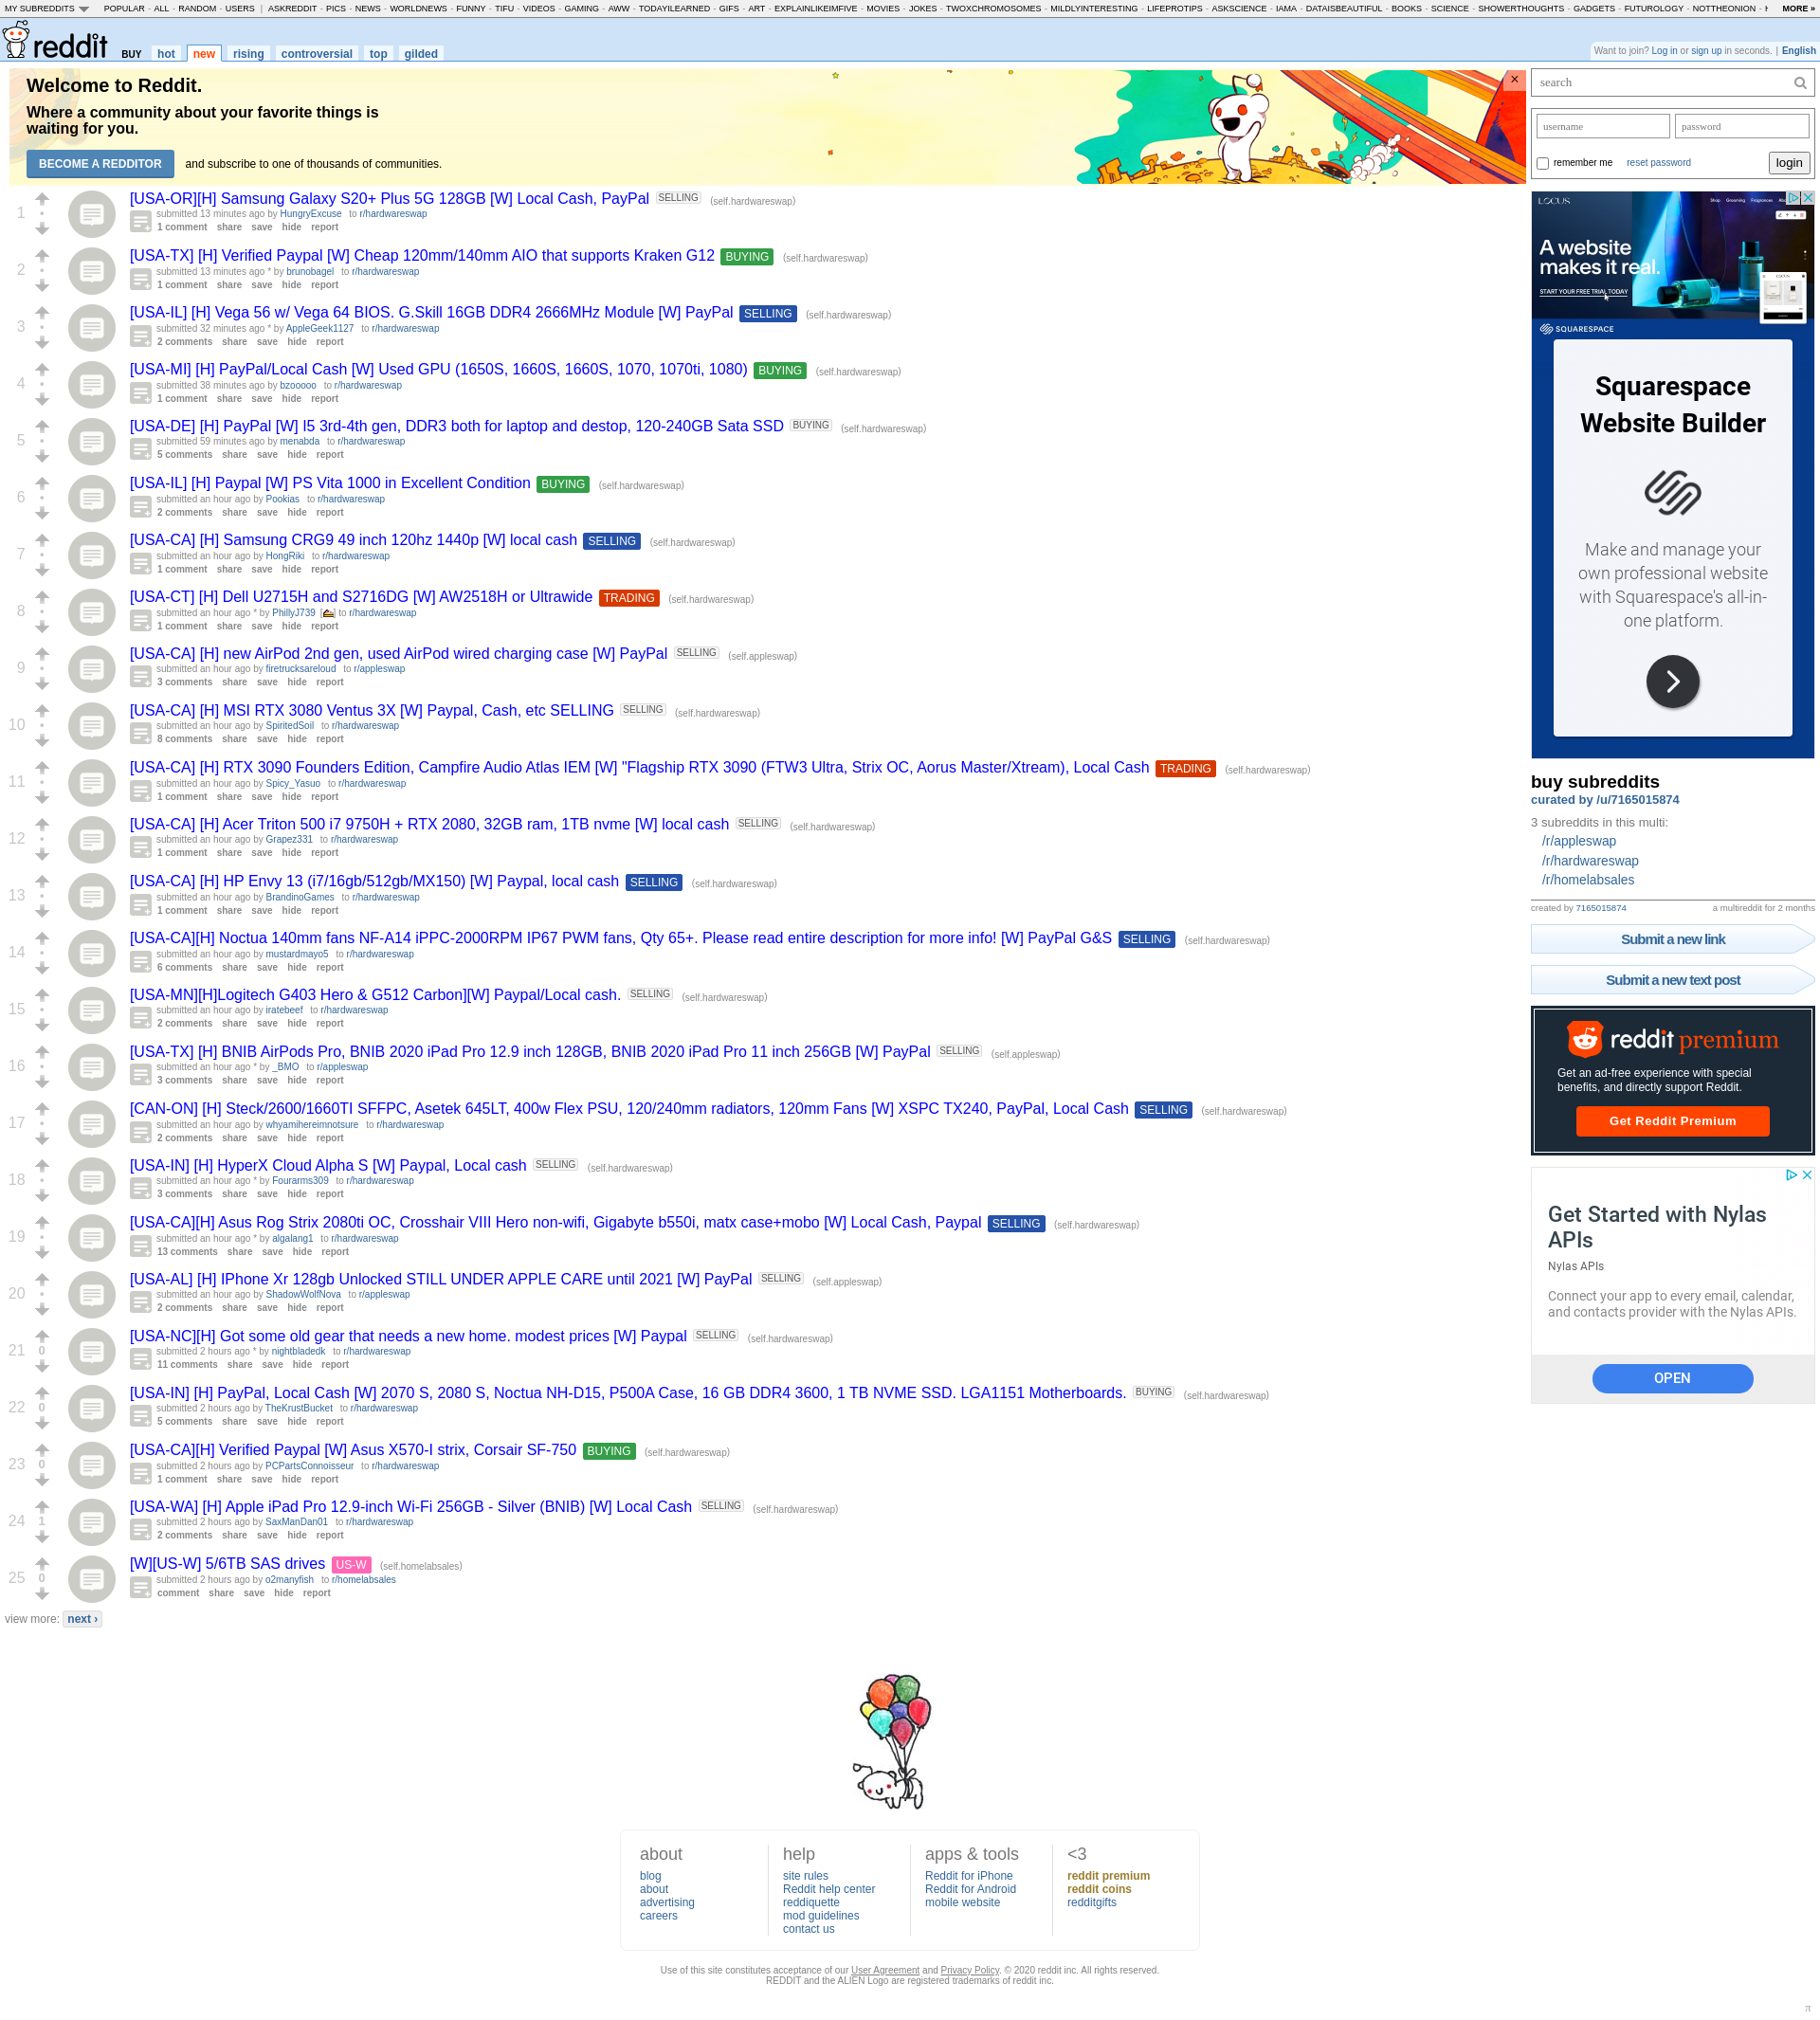 MY SUBREDDITS POPULAR - ALL - RANDOM - USERS | ASKREDDIT - PICS - NEWS - WORLDNEWS - FUNNY - TIFU - VIDEOS - GAMING - AWW - TODAYILEARNED - GIFS - ART - EXPLAINLIKEIMFIVE - MOVIES - JOKES - TWOXCHROMOSOMES - MILDLYINTERESTING - LIFEPROTIPS - ASKSCIENCE - IAMA - DATAISBEAUTIFUL - BOOKS - SCIENCE - SHOWERTHOUGHTS - GADGETS - FUTUROLOGY - NOTTHEONION - MORE »
reddit BUY hot new rising controversial top gilded
Want to join? Log in or sign up in seconds. | English
Welcome to Reddit.
Where a community about your favorite things is
waiting for you.
BECOME A REDDITOR and subscribe to one of thousands of communities.
1 [USA-OR][H] Samsung Galaxy S20+ Plus 5G 128GB [W] Local Cash, PayPal SELLING (self.hardwareswap)
submitted 13 minutes ago by HungryExcuse to r/hardwareswap
1 comment share save hide report
2 [USA-TX] [H] Verified Paypal [W] Cheap 120mm/140mm AIO that supports Kraken G12 BUYING (self.hardwareswap)
submitted 13 minutes ago * by brunobagel to r/hardwareswap
1 comment share save hide report
3 [USA-IL] [H] Vega 56 w/ Vega 64 BIOS. G.Skill 16GB DDR4 2666MHz Module [W] PayPal SELLING (self.hardwareswap)
submitted 32 minutes ago * by AppleGeek1127 to r/hardwareswap
2 comments share save hide report
4 [USA-MI] [H] PayPal/Local Cash [W] Used GPU (1650S, 1660S, 1660S, 1070, 1070ti, 1080) BUYING (self.hardwareswap)
submitted 38 minutes ago by bzooooo to r/hardwareswap
1 comment share save hide report
5 [USA-DE] [H] PayPal [W] I5 3rd-4th gen, DDR3 both for laptop and destop, 120-240GB Sata SSD BUYING (self.hardwareswap)
submitted 59 minutes ago by menabda to r/hardwareswap
5 comments share save hide report
6 [USA-IL] [H] Paypal [W] PS Vita 1000 in Excellent Condition BUYING (self.hardwareswap)
submitted an hour ago by Pookias to r/hardwareswap
2 comments share save hide report
7 [USA-CA] [H] Samsung CRG9 49 inch 120hz 1440p [W] local cash SELLING (self.hardwareswap)
submitted an hour ago by HongRiki to r/hardwareswap
1 comment share save hide report
8 [USA-CT] [H] Dell U2715H and S2716DG [W] AW2518H or Ultrawide TRADING (self.hardwareswap)
submitted an hour ago * by PhillyJ739 [] to r/hardwareswap
1 comment share save hide report
9 [USA-CA] [H] new AirPod 2nd gen, used AirPod wired charging case [W] PayPal SELLING (self.appleswap)
submitted an hour ago by firetrucksareloud to r/appleswap
3 comments share save hide report
10 [USA-CA] [H] MSI RTX 3080 Ventus 3X [W] Paypal, Cash, etc SELLING SELLING (self.hardwareswap)
submitted an hour ago by SpiritedSoil to r/hardwareswap
8 comments share save hide report
11 [USA-CA] [H] RTX 3090 Founders Edition, Campfire Audio Atlas IEM [W] "Flagship RTX 3090 (FTW3 Ultra, Strix OC, Aorus Master/Xtream), Local Cash TRADING (self.hardwareswap)
submitted an hour ago by Spicy_Yasuo to r/hardwareswap
1 comment share save hide report
12 [USA-CA] [H] Acer Triton 500 i7 9750H + RTX 2080, 32GB ram, 1TB nvme [W] local cash SELLING (self.hardwareswap)
submitted an hour ago by Grapez331 to r/hardwareswap
1 comment share save hide report
13 [USA-CA] [H] HP Envy 13 (i7/16gb/512gb/MX150) [W] Paypal, local cash SELLING (self.hardwareswap)
submitted an hour ago by BrandinoGames to r/hardwareswap
1 comment share save hide report
14 [USA-CA][H] Noctua 140mm fans NF-A14 iPPC-2000RPM IP67 PWM fans, Qty 65+. Please read entire description for more info! [W] PayPal G&S SELLING (self.hardwareswap)
submitted an hour ago by mustardmayo5 to r/hardwareswap
6 comments share save hide report
15 [USA-MN][H]Logitech G403 Hero & G512 Carbon][W] Paypal/Local cash. SELLING (self.hardwareswap)
submitted an hour ago by iratebeef to r/hardwareswap
2 comments share save hide report
16 [USA-TX] [H] BNIB AirPods Pro, BNIB 2020 iPad Pro 12.9 inch 128GB, BNIB 2020 iPad Pro 11 inch 256GB [W] PayPal SELLING (self.appleswap)
submitted an hour ago * by _BMO to r/appleswap
3 comments share save hide report
17 [CAN-ON] [H] Steck/2600/1660TI SFFPC, Asetek 645LT, 400w Flex PSU, 120/240mm radiators, 120mm Fans [W] XSPC TX240, PayPal, Local Cash SELLING (self.hardwareswap)
submitted an hour ago by whyamihereimnotsure to r/hardwareswap
2 comments share save hide report
18 [USA-IN] [H] HyperX Cloud Alpha S [W] Paypal, Local cash SELLING (self.hardwareswap)
submitted an hour ago * by Fourarms309 to r/hardwareswap
3 comments share save hide report
19 [USA-CA][H] Asus Rog Strix 2080ti OC, Crosshair VIII Hero non-wifi, Gigabyte b550i, matx case+mobo [W] Local Cash, Paypal SELLING (self.hardwareswap)
submitted an hour ago * by algalang1 to r/hardwareswap
13 comments share save hide report
20 [USA-AL] [H] IPhone Xr 128gb Unlocked STILL UNDER APPLE CARE until 2021 [W] PayPal SELLING (self.appleswap)
submitted an hour ago by ShadowWolfNova to r/appleswap
2 comments share save hide report
21 0 [USA-NC][H] Got some old gear that needs a new home. modest prices [W] Paypal SELLING (self.hardwareswap)
submitted 2 hours ago * by nightbladedk to r/hardwareswap
11 comments share save hide report
22 0 [USA-IN] [H] PayPal, Local Cash [W] 2070 S, 2080 S, Noctua NH-D15, P500A Case, 16 GB DDR4 3600, 1 TB NVME SSD. LGA1151 Motherboards. BUYING (self.hardwareswap)
submitted 2 hours ago by TheKrustBucket to r/hardwareswap
5 comments share save hide report
23 0 [USA-CA][H] Verified Paypal [W] Asus X570-I strix, Corsair SF-750 BUYING (self.hardwareswap)
submitted 2 hours ago by PCPartsConnoisseur to r/hardwareswap
1 comment share save hide report
24 1 [USA-WA] [H] Apple iPad Pro 12.9-inch Wi-Fi 256GB - Silver (BNIB) [W] Local Cash SELLING (self.hardwareswap)
submitted 2 hours ago by SaxManDan01 to r/hardwareswap
2 comments share save hide report
25 0 [W][US-W] 5/6TB SAS drives US-W (self.homelabsales)
submitted 2 hours ago by o2manyfish to r/homelabsales
comment share save hide report
view more: next ›
search
username password
remember me reset password login
LOCUS
Shop Grooming Fragrances
A website
makes it real.
START YOUR FREE TRIAL TODAY
SQUARESPACE
Squarespace
Website Builder
Make and manage your
own professional website
with Squarespace's all-in-
one platform.
buy subreddits
curated by /u/7165015874
3 subreddits in this multi:
/r/appleswap
/r/hardwareswap
/r/homelabsales
created by 7165015874 a multireddit for 2 months
Submit a new link
Submit a new text post
reddit premium
Get an ad-free experience with special
benefits, and directly support Reddit.
Get Reddit Premium
Get Started with Nylas
APIs
Nylas APIs
Connect your app to every email, calendar,
and contacts provider with the Nylas APIs.
OPEN
about
blog
about
advertising
careers
help
site rules
Reddit help center
reddiquette
mod guidelines
contact us
apps & tools
Reddit for iPhone
Reddit for Android
mobile website
<3
reddit premium
reddit coins
redditgifts
Use of this site constitutes acceptance of our User Agreement and Privacy Policy. © 2020 reddit inc. All rights reserved.
REDDIT and the ALIEN Logo are registered trademarks of reddit inc.
π